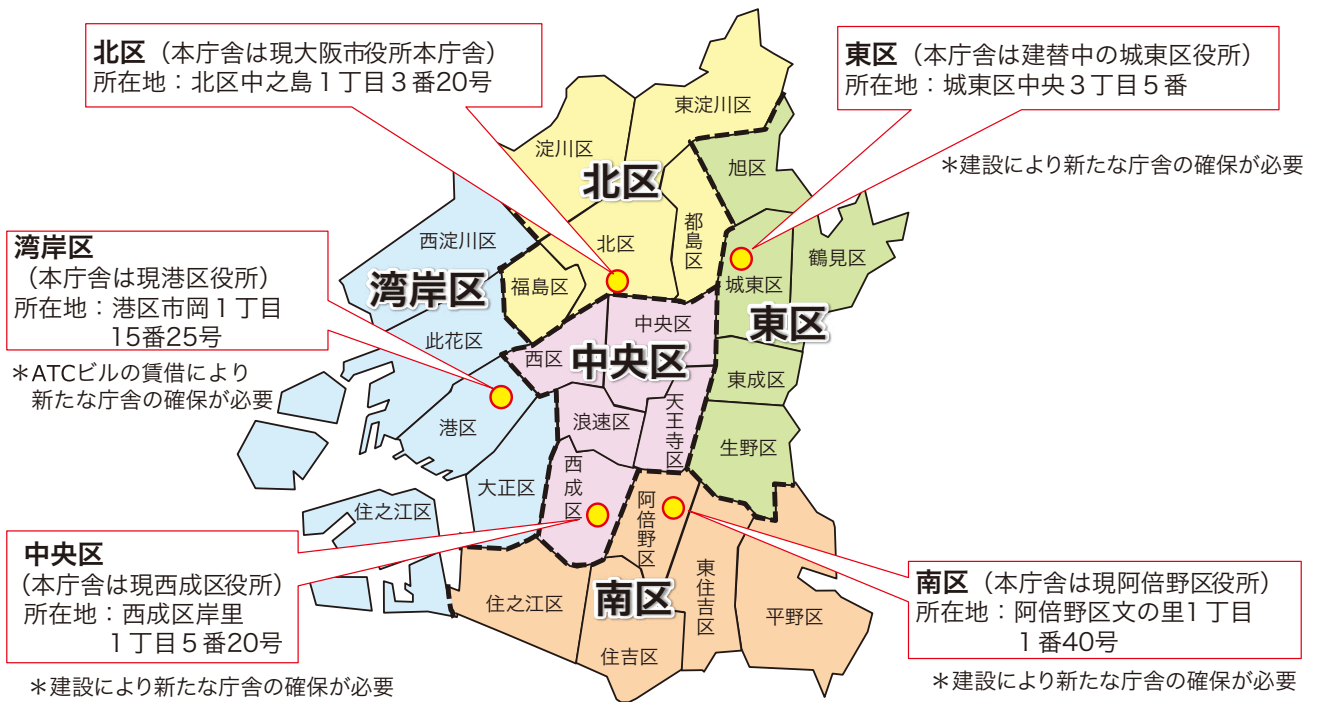 北区（本庁舎は現大阪市役所本庁舎）
所在地：北区中之島１丁目３番20号
東区（本庁舎は建替中の城東区役所）
所在地：城東区中央３丁目５番
＊建設により新たな庁舎の確保が必要
東淀川区
淀川区
旭区
北区
都島区
北区
西淀川区
鶴見区
城東区
福島区
湾岸区
（本庁舎は現港区役所）
所在地：港区市岡１丁目
15番25号
＊ATCビルの賃借により
新たな庁舎の確保が必要
湾岸区
東区
中央区
此花区
西区
中央区
東成区
天王寺区
浪速区
港区
生野区
西成区
大正区
阿倍野区
住之江区
東住吉区
中央区
（本庁舎は現西成区役所）
所在地：西成区岸里
１丁目５番20号
＊建設により新たな庁舎の確保が必要
住之江区
南区
平野区
住吉区
南区（本庁舎は現阿倍野区役所）
所在地：阿倍野区文の里1丁目
１番40号
＊建設により新たな庁舎の確保が必要